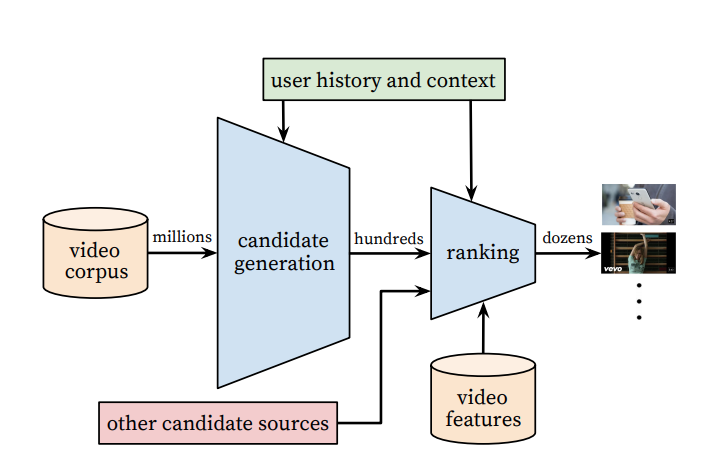 user history and context
video
corpus
millions
candidate
generation
hundreds
ranking
dozens
vevo
other candidate sources
video
features